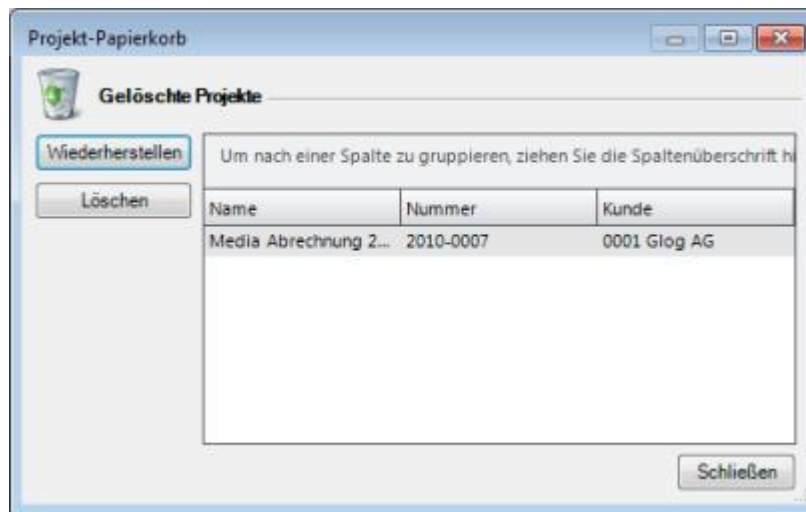 Projekt-Papierkorb
Gelöschte Projekte
Wiederherstellen
Löschen
Um nach einer Spalte zu gruppieren, ziehen Sie die Spaltenüberschrift hi
Name Nummer Kunde
Media Abrechnung 2... 2010-0007 0001 Glog AG
Schließen